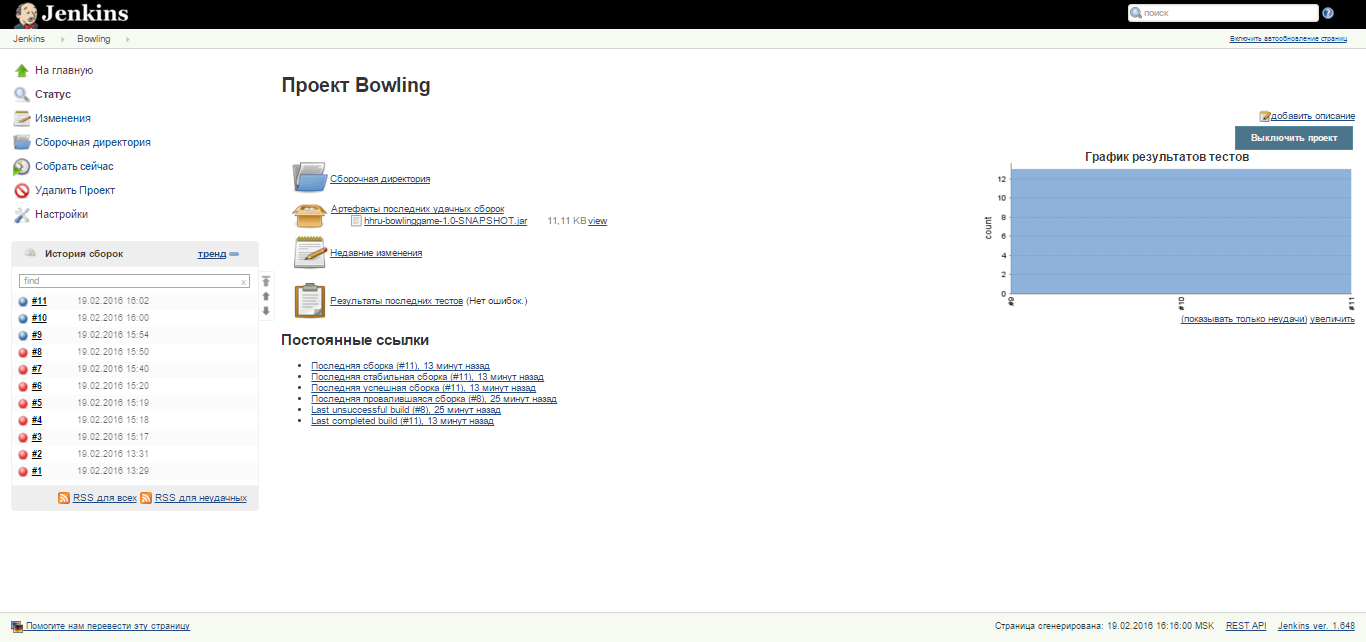 Jenkins
поиск
Jenkins
Bowling
Включить автообновление страниц
На главную
Статус
Изменения
Сборочная директория
Собрать сейчас
Удалить Проект
Настройки
История сборок
тренд
find x
#11 19.02.2016 16:02
#10 19.02.2016 16:00
#9 19.02.2016 15:54
#8 19.02.2016 15:50
#7 19.02.2016 15:40
#6 19.02.2016 15:20
#5 19.02.2016 15:19
#4 19.02.2016 15:18
#3 19.02.2016 15:17
#2 19.02.2016 13:31
#1 19.02.2016 13:29
RSS для всех RSS для неудачных
Проект Bowling
добавить описание
Выключить проект
Сборочная директория
Артефакты последних удачных сборок
hhru-bowlinggame-1.0-SNAPSHOT.jar 11,11 KB view
Недавние изменения
Результаты последних тестов (Нет ошибок.)
График результатов тестов
count
12
10
8
6
4
2
0
#9
#10
#11
(показывать только неудачи) увеличить
Постоянные ссылки
Последняя сборка (#11), 13 минут назад
Последняя стабильная сборка (#11), 13 минут назад
Последняя успешная сборка (#11), 13 минут назад
Последняя провалившаяся сборка (#8), 25 минут назад
Last unsuccessful build (#8), 25 минут назад
Last completed build (#11), 13 минут назад
Помогите нам перевести эту страницу
Страница сгенерирована: 19.02.2016 16:16:00 MSK REST API Jenkins ver. 1.648